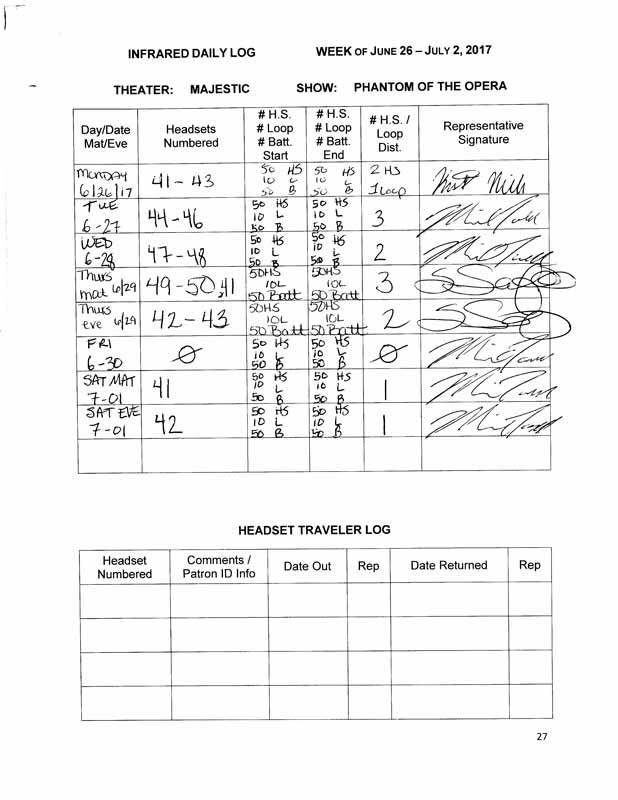 INFRARED DAILY LOG WEEK OF JUNE 26 – JULY 2, 2017
THEATER: MAJESTIC SHOW: PHANTOM OF THE OPERA
Day/Date Mat/Eve Headsets Numbered # H.S. # Loop # Batt. Start # H.S. # Loop # Batt. End # H.S. / Loop Dist. Representative Signature
MONDAY 6/26/17 41 - 43 50 HS 10 L 50 B 50 HS 10 L 50 B 2 HS 1 Loop
TUE 6-27 44-46 50 HS 10 L 50 B 50 HS 10 L 50 B 3
WED 6-28 47-48 50 HS 10 L 50 B 50 HS 10 L 50 B 2
Thurs mat 6/29 49-50,41 50HS 10L 50 Batt 50HS 10L 50 Batt 3
Thurs eve 6/29 42-43 50HS 10L 50 Batt 50HS 10L 50 Batt 2
FRI 6-30 Ø 50 HS 10 L 50 B 50 HS 10 L 50 B Ø
SAT MAT 7-01 41 50 HS 10 L 50 B 50 HS 10 L 50 B 1
SAT EVE 7-01 42 50 HS 10 L 50 B 50 HS 10 L 50 B 1
HEADSET TRAVELER LOG
Headset Numbered Comments / Patron ID Info Date Out Rep Date Returned Rep
27